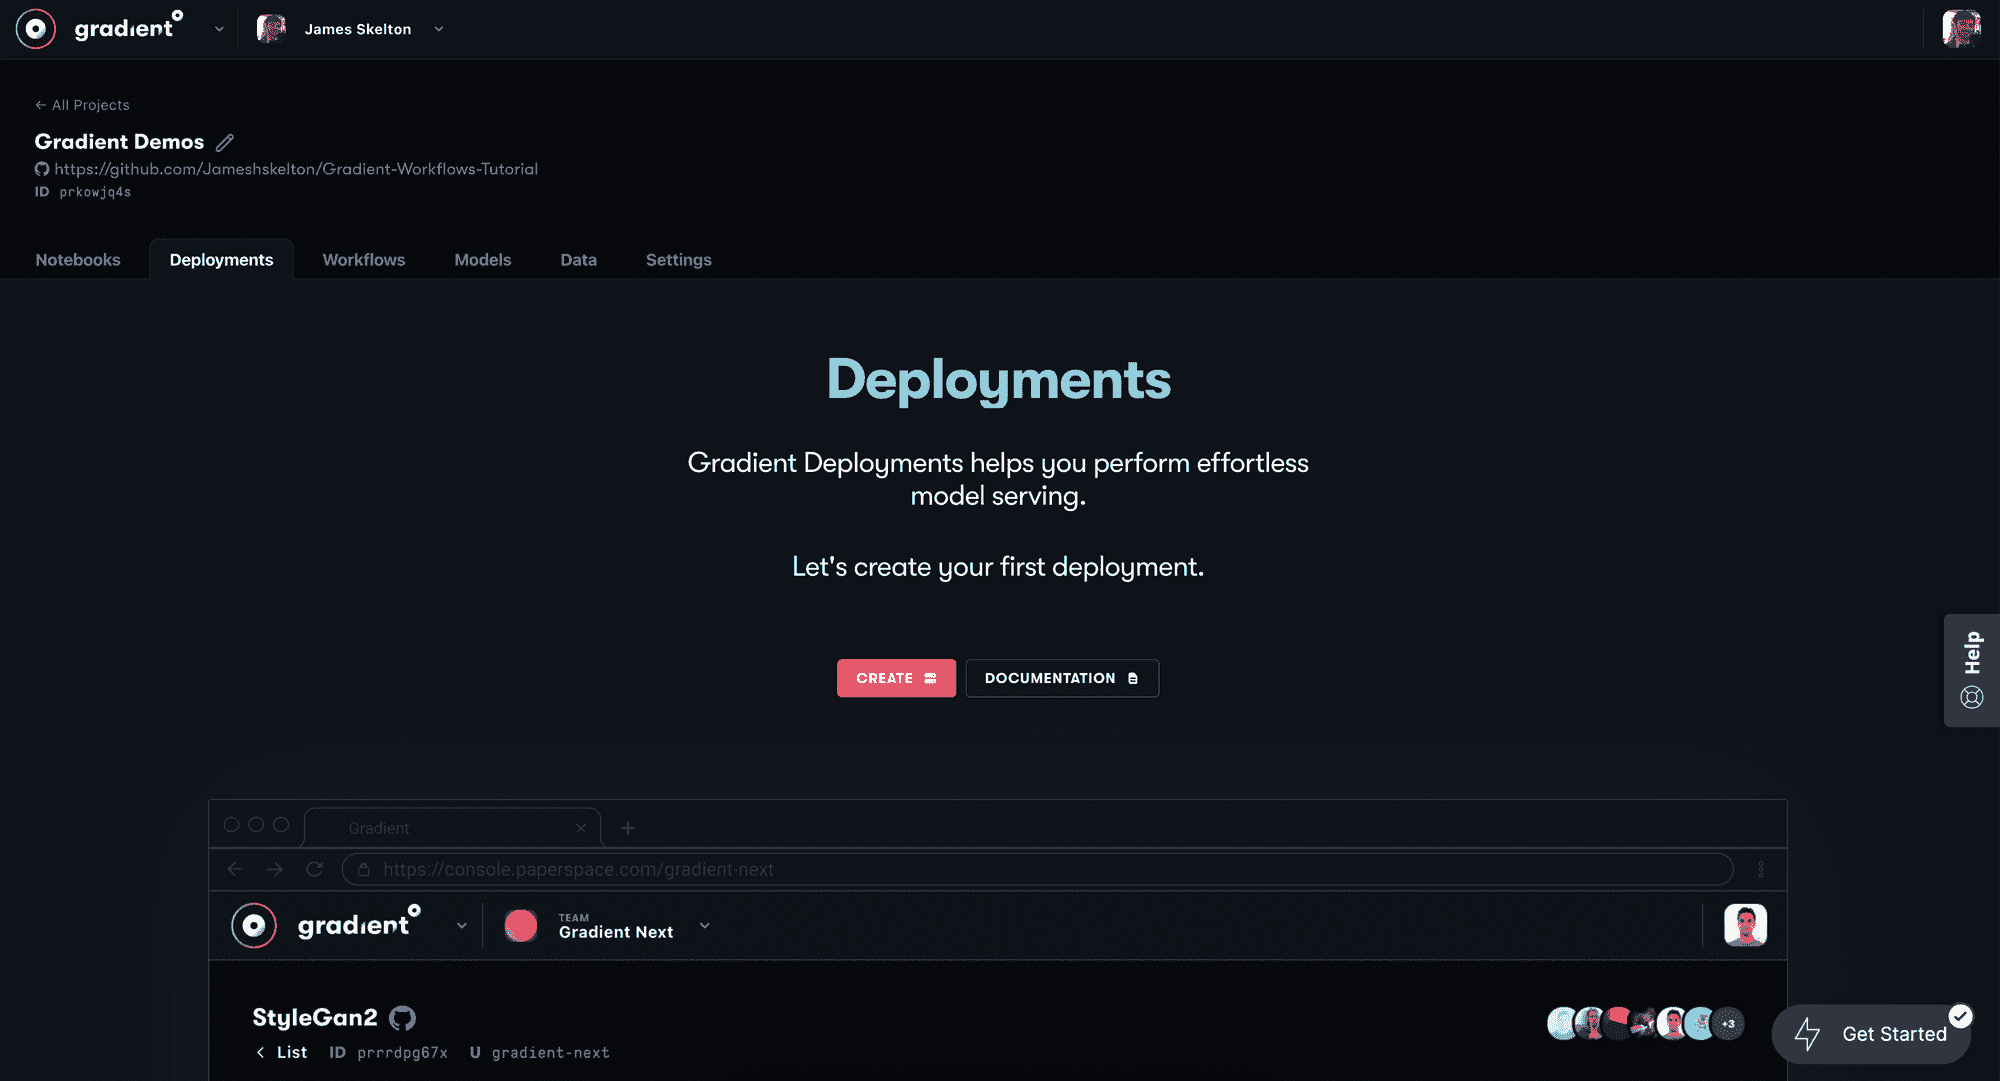 gradient
James Skelton
← All Projects
Gradient Demos
https://github.com/Jameshskelton/Gradient-Workflows-Tutorial
ID prkowjq4s
Notebooks Deployments Workflows Models Data Settings
Deployments
Gradient Deployments helps you perform effortless
model serving.
Let's create your first deployment.
CREATE DOCUMENTATION
Help
Gradient
https://console.paperspace.com/gradient-next
gradient
TEAM
Gradient Next
StyleGan2
+3
Get Started
List ID prrrdpg67x U gradient-next